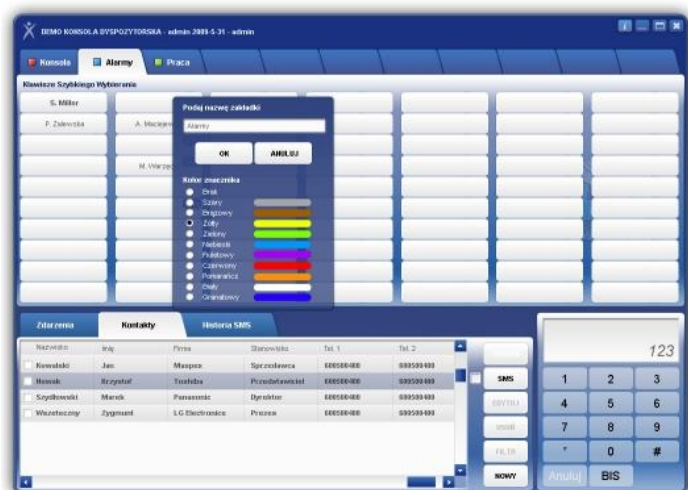 DEMO KONSOLA DYSPOZYTORSKA - admin 2009-5-31 - admin
Konsola Alarmy Praca
Klawisze Szybkiego Wybierania
S. Miller
P. Zalewska
A. Maciejew
M. Warzyc
Podaj nazwę zakładki
Alarmy
OK ANULUJ
Kolor znacznika
Brak
Szary
Brązowy
Żółty
Zielony
Niebieski
Fioletowy
Czerwony
Pomarańcz
Biały
Granatowy
Zdarzenia Kontakty Historia SMS
Nazwisko Imię Firma Stanowisko Tel. 1 Tel. 2
Kowalski Jan Maspex Sprzedawca 600500400 600500400
Nowak Krzysztof Toshiba Przedstawiciel 600500400 600500400
Szydłowski Marek Panasonic Dyrektor 600500400 600500400
Wszeteczny Zygmunt LG Electronics Prezes 600500400 600500400
SMS
EDYTUJ
USUŃ
FILTR
NOWY
123
1 2 3
4 5 6
7 8 9
* 0 #
Anuluj BIS